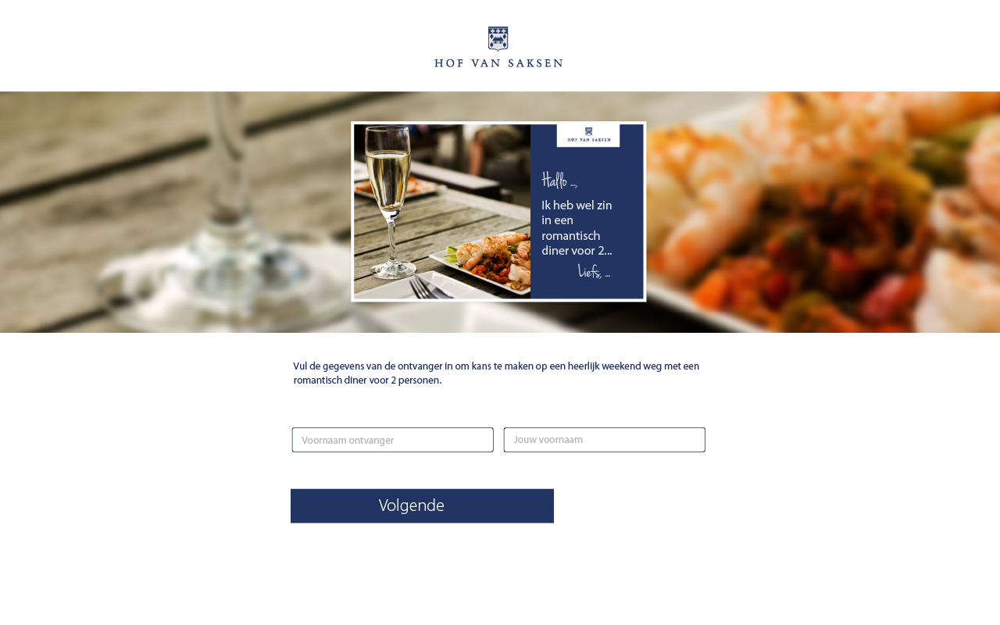 HOF VAN SAKSEN
HOF VAN SAKSEN
Hallo ...,
Ik heb wel zin
in een
romantisch
diner voor 2...
Liefs, ...
Vul de gegevens van de ontvanger in om kans te maken op een heerlijk weekend weg met een
romantisch diner voor 2 personen.
Voornaam ontvanger
Jouw voornaam
Volgende